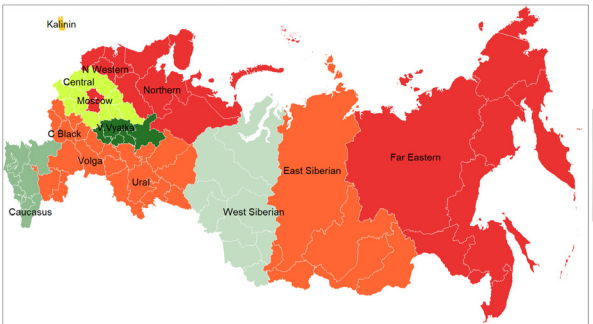 Kalinin
N Western
Central
Northern
Moscow
V Vyatka
C Black
Volga
Far Eastern
East Siberian
Ural
Caucasus
West Siberian